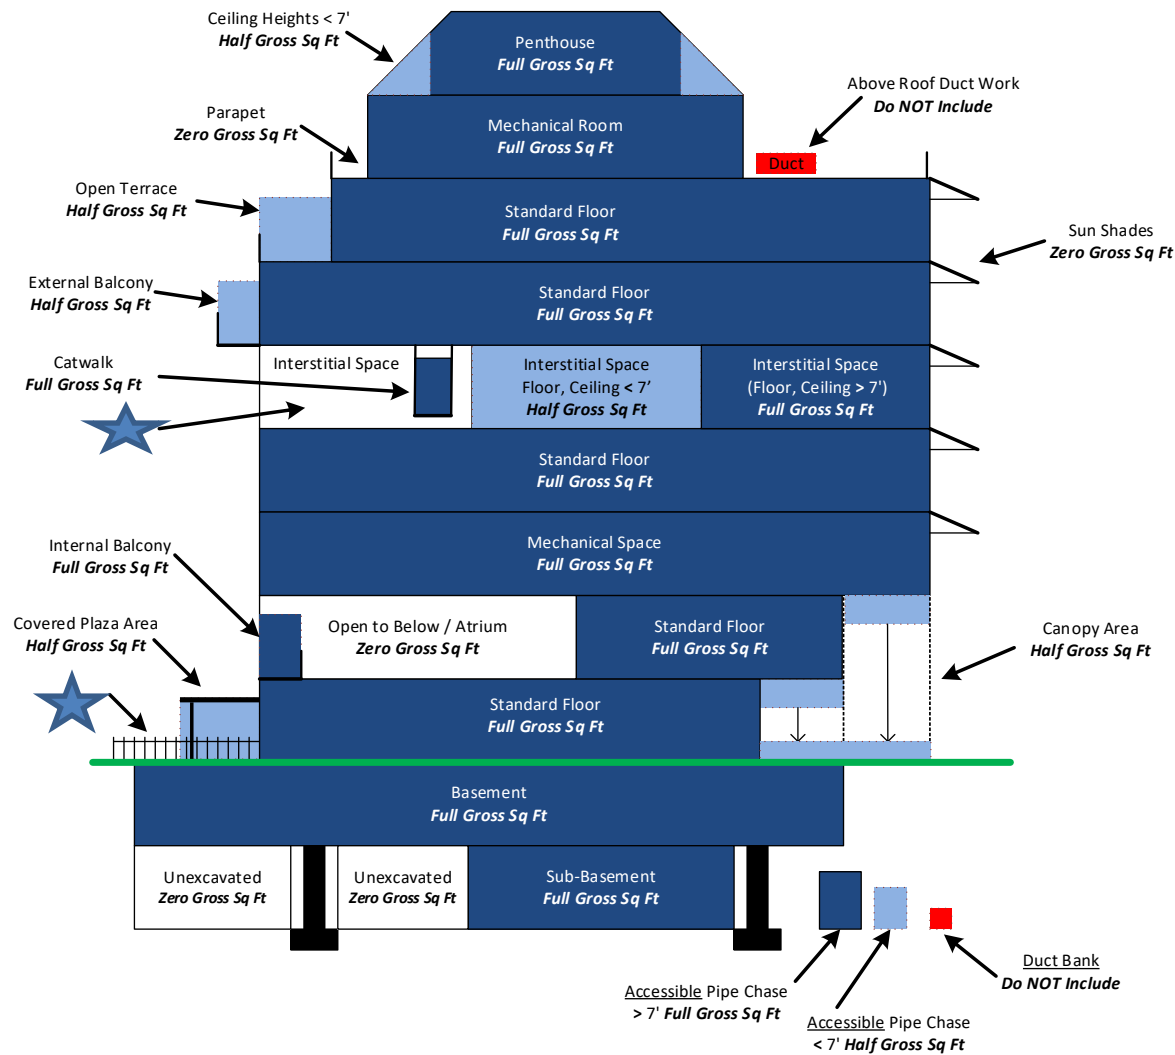 Ceiling Heights < 7'
Half Gross Sq Ft
Penthouse
Full Gross Sq Ft
Above Roof Duct Work
Do NOT Include
Parapet
Zero Gross Sq Ft
Mechanical Room
Full Gross Sq Ft
Duct
Open Terrace
Half Gross Sq Ft
Standard Floor
Full Gross Sq Ft
Sun Shades
Zero Gross Sq Ft
External Balcony
Half Gross Sq Ft
Standard Floor
Full Gross Sq Ft
Catwalk
Full Gross Sq Ft
Interstitial Space
Interstitial Space
Floor, Ceiling < 7’
Half Gross Sq Ft
Interstitial Space
(Floor, Ceiling > 7')
Full Gross Sq Ft
Standard Floor
Full Gross Sq Ft
Mechanical Space
Full Gross Sq Ft
Internal Balcony
Full Gross Sq Ft
Covered Plaza Area
Half Gross Sq Ft
Open to Below / Atrium
Zero Gross Sq Ft
Standard Floor
Full Gross Sq Ft
Canopy Area
Half Gross Sq Ft
Standard Floor
Full Gross Sq Ft
Basement
Full Gross Sq Ft
Unexcavated
Zero Gross Sq Ft
Unexcavated
Zero Gross Sq Ft
Sub-Basement
Full Gross Sq Ft
Accessible Pipe Chase
> 7' Full Gross Sq Ft
Accessible Pipe Chase
< 7' Half Gross Sq Ft
Duct Bank
Do NOT Include